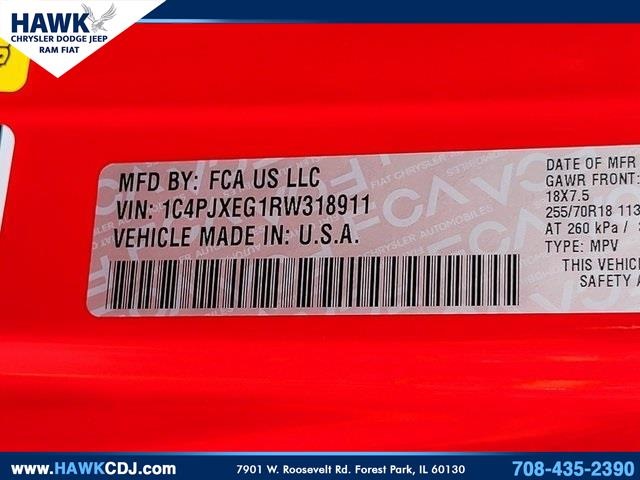 HAWK
CHRYSLER DODGE JEEP
RAM FIAT
MFD BY: FCA US LLC
VIN: 1C4PJXEG1RW318911
VEHICLE MADE IN: U.S.A.
DATE OF MFR
GAWR FRONT:
18X7.5
255/70R18 113
AT 260 kPa /
TYPE: MPV
THIS VEHIC
SAFETY A
www.HAWKCDJ.com
7901 W. Roosevelt Rd. Forest Park, IL 60130
708-435-2390